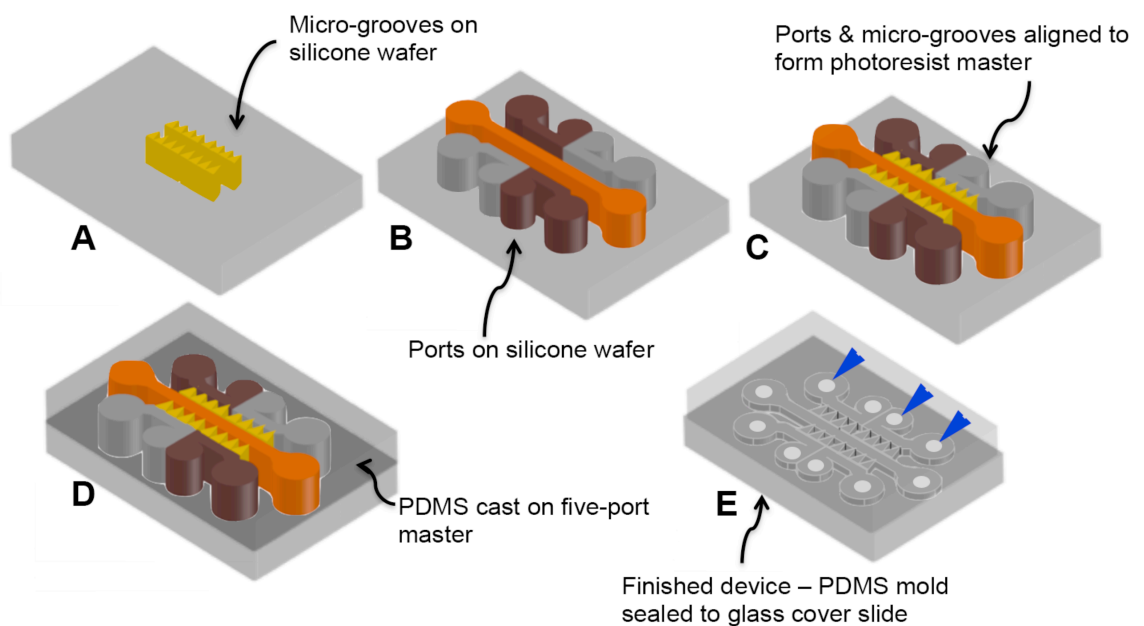 Micro-grooves on
silicone wafer
A
B
Ports on silicone wafer
Ports & micro-grooves aligned to
form photoresist master
C
D
PDMS cast on five-port
master
E
Finished device – PDMS mold
sealed to glass cover slide